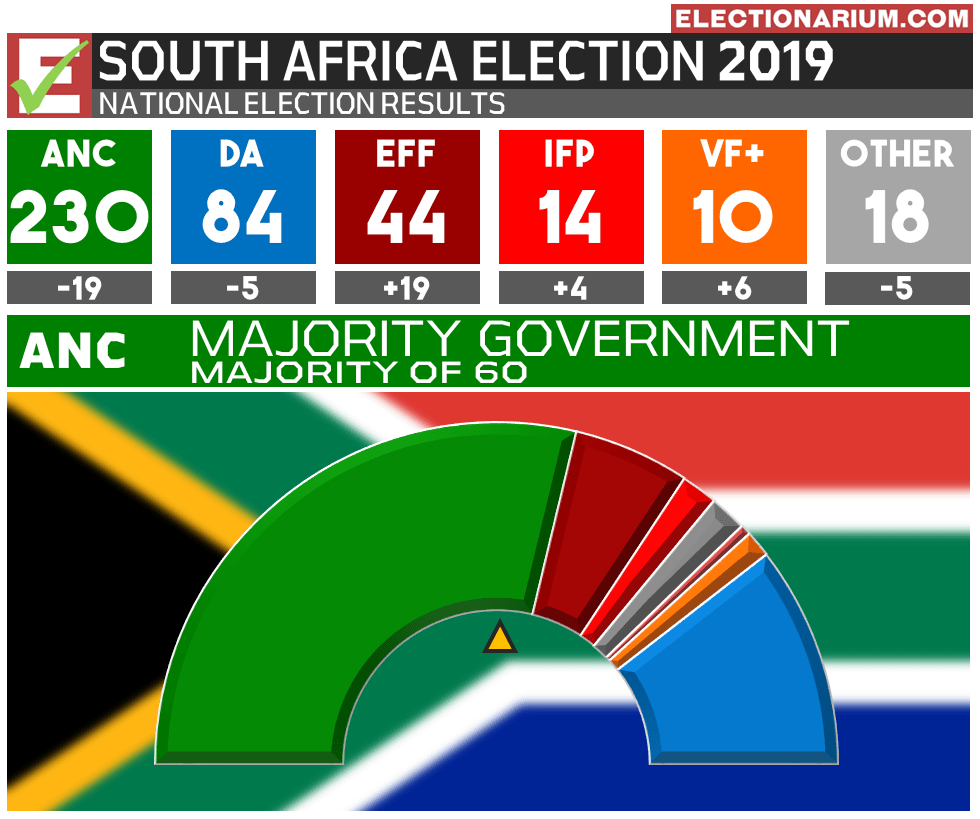 ELECTIONARIUM.COM
E
SOUTH AFRICA ELECTION 2019
NATIONAL ELECTION RESULTS
ANC DA EFF IFP VF+ OTHER
230 84 44 14 10 18
-19 -5 +19 +4 +6 -5
ANC
MAJORITY GOVERNMENT
MAJORITY OF 60